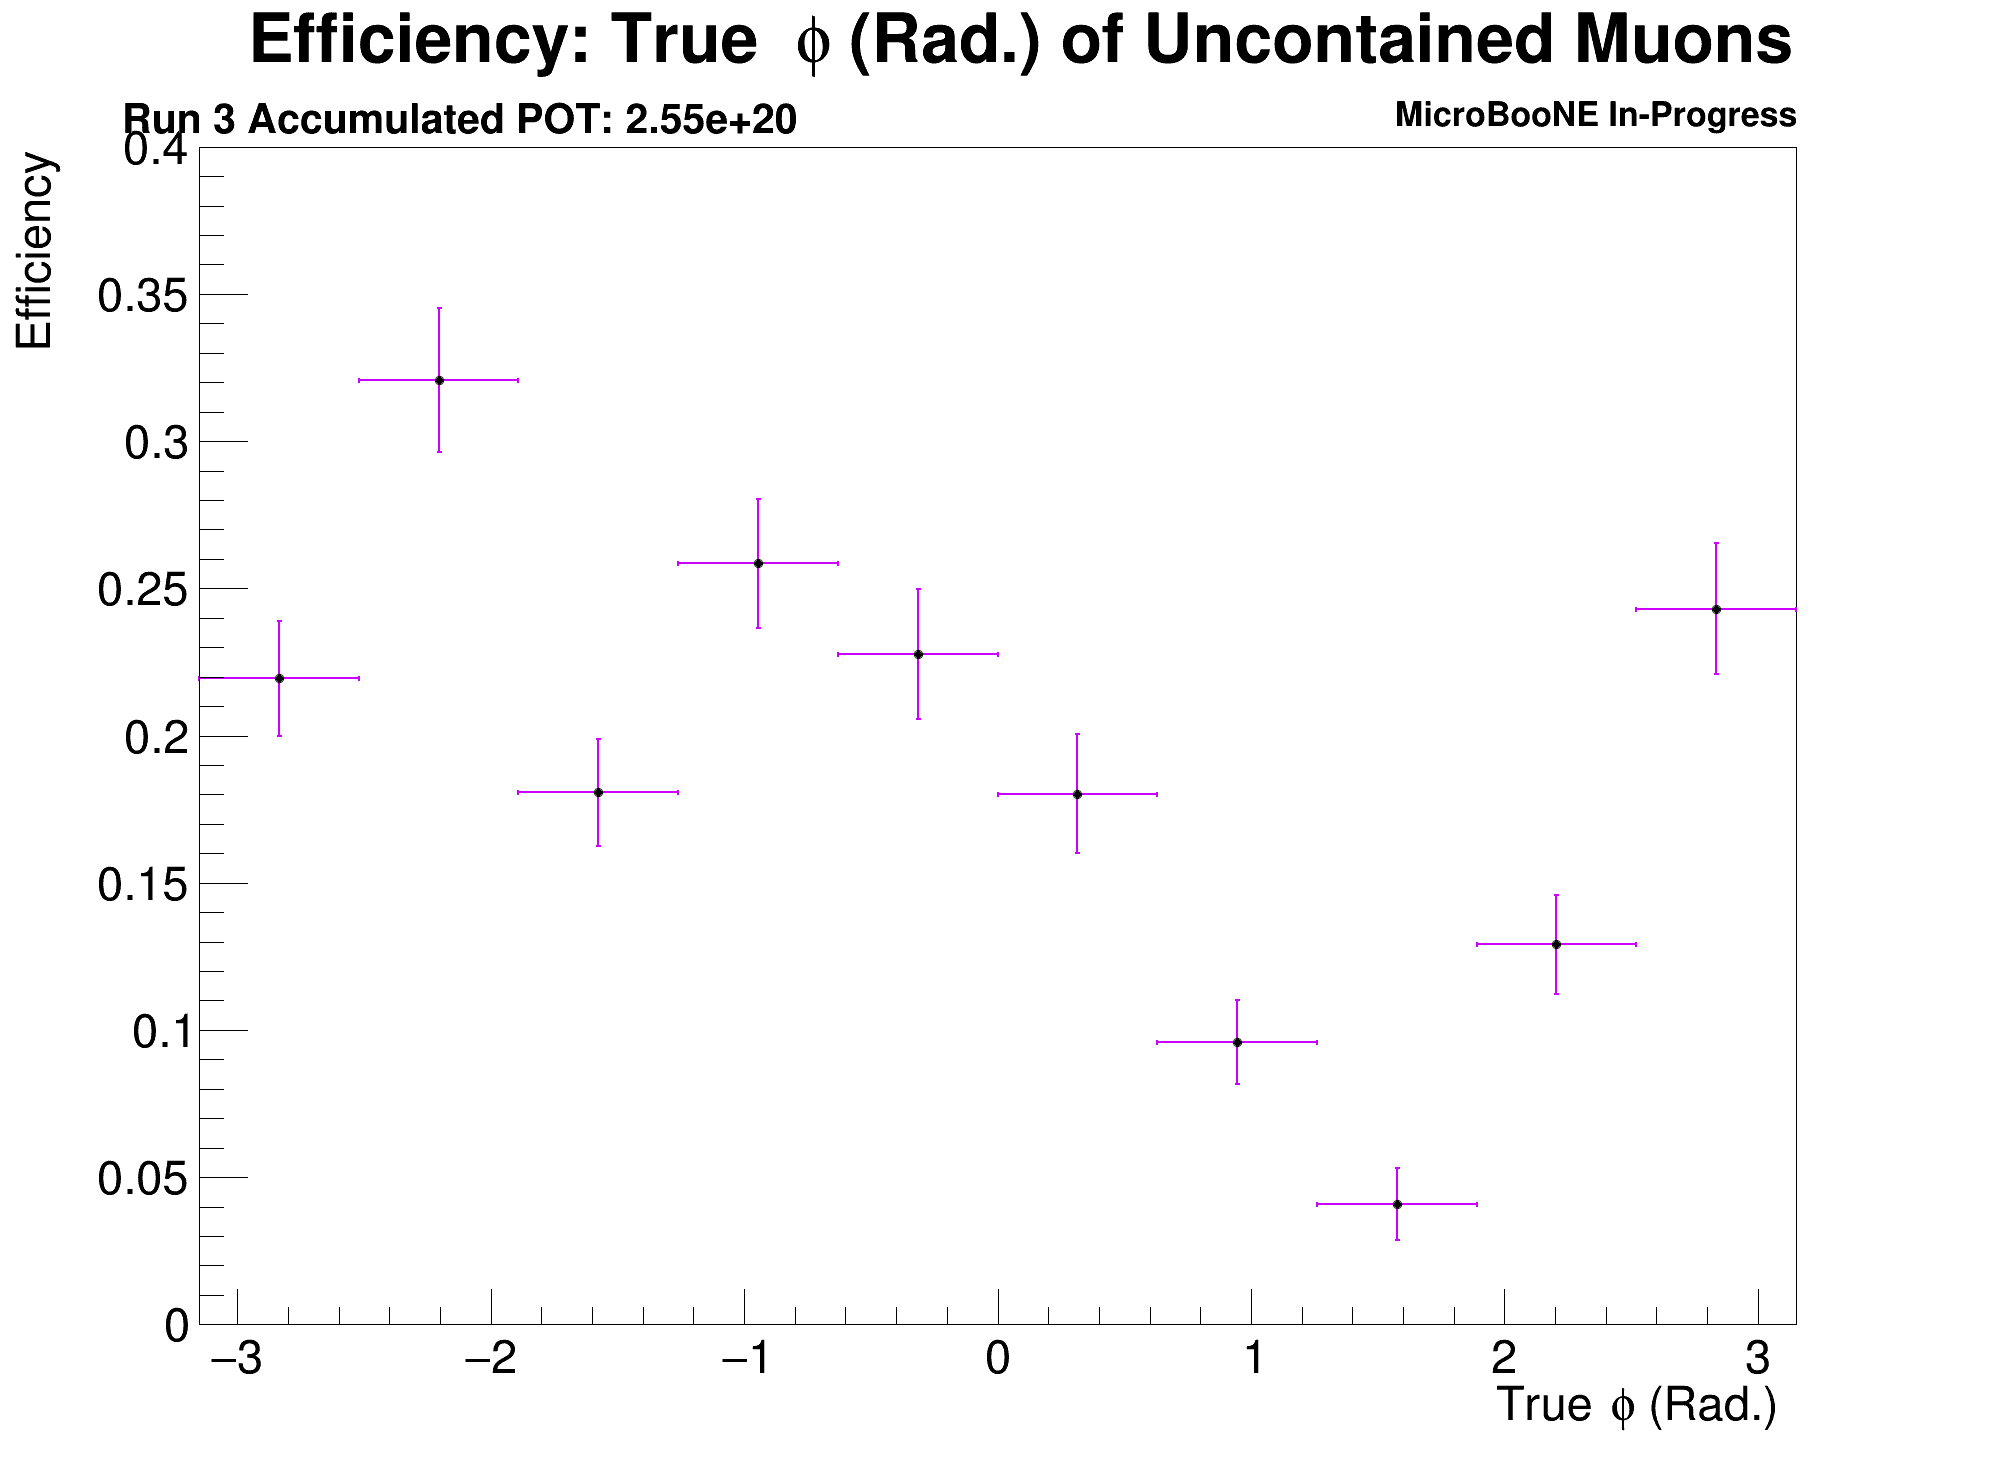 Efficiency: True ϕ (Rad.) of Uncontained Muons
Run 3 Accumulated POT: 2.55e+20
MicroBooNE In-Progress
Efficiency
0.4
0.35
0.3
0.25
0.2
0.15
0.1
0.05
0
−3 −2 −1 0 1 2 3
True ϕ (Rad.)